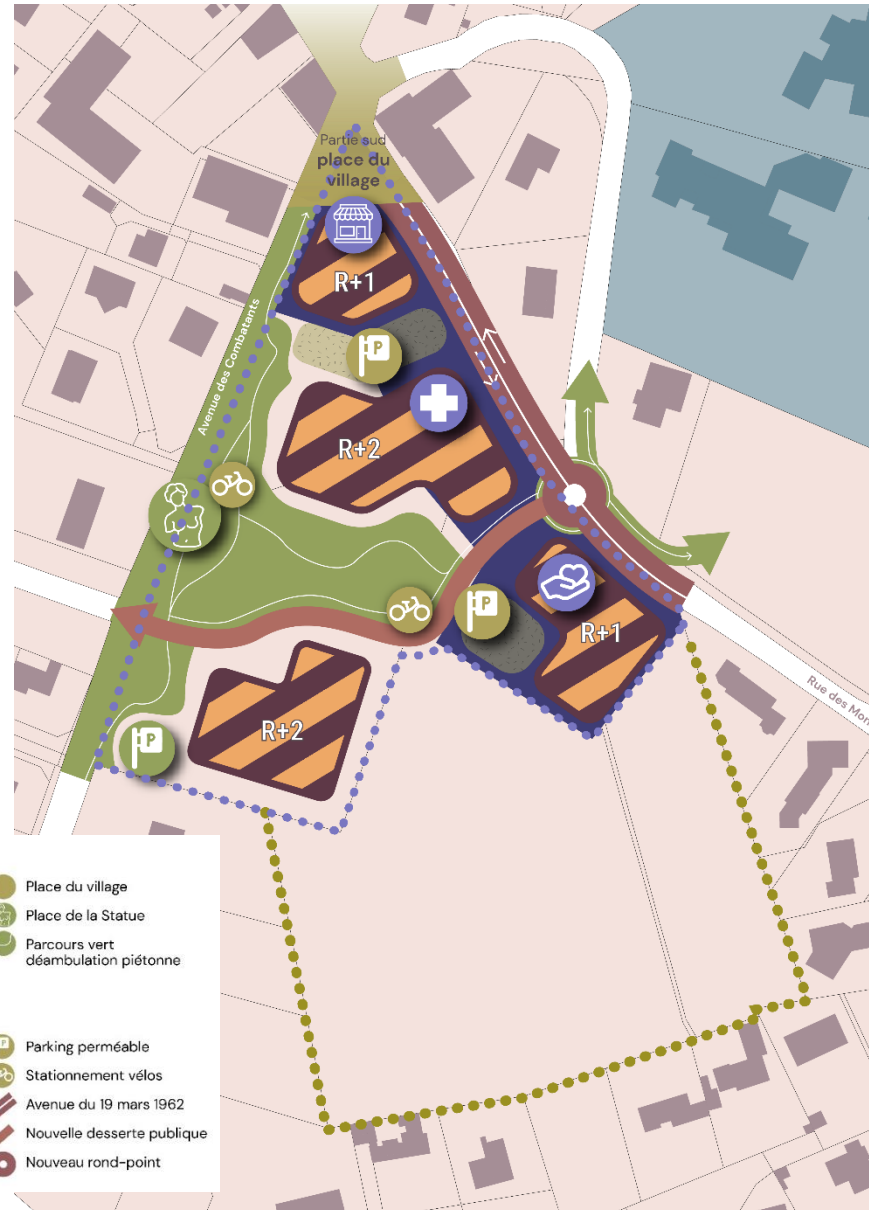 Partie sud
place du
village
R+1
P
Avenue des Combatants
R+2
P
R+1
R+2
P
Rue des Mon
Place du village
Place de la Statue
Parcours vert
déambulation piétonne
P
Parking perméable
Stationnement vélos
Avenue du 19 mars 1962
Nouvelle desserte publique
Nouveau rond-point